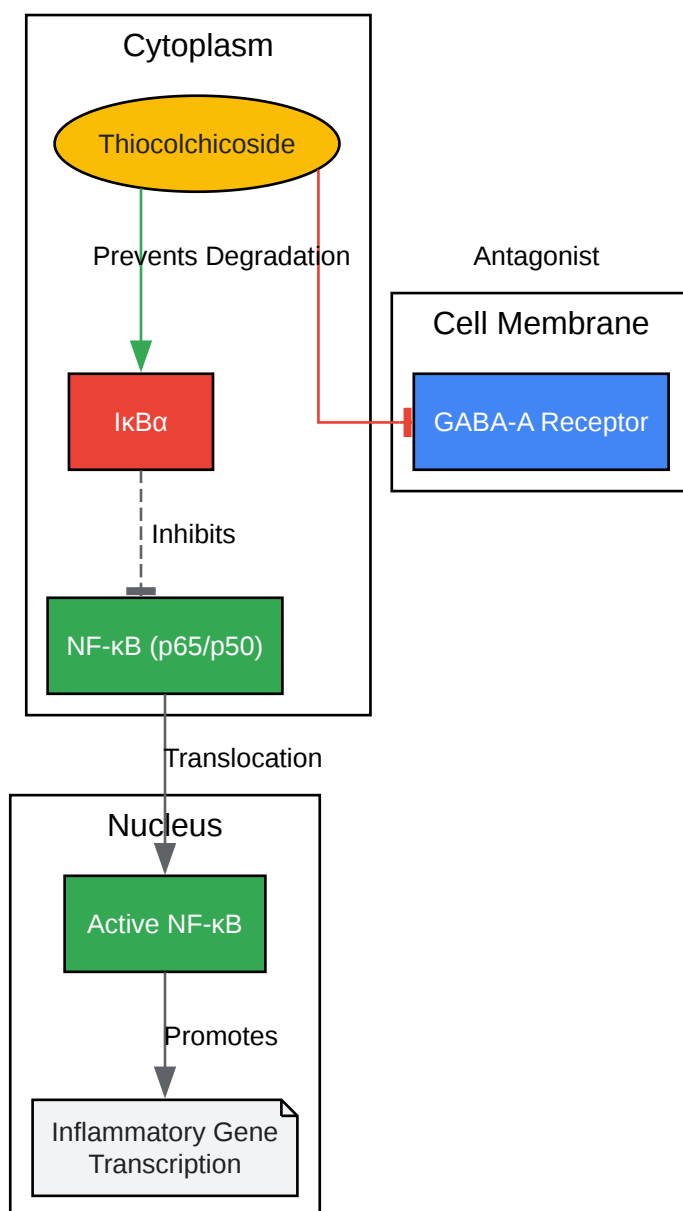 Cytoplasm
Thiocolchicoside
Prevents Degradation
Antagonist
Cell Membrane
IκBα
GABA-A Receptor
Inhibits
NF-κB (p65/p50)
Translocation
Nucleus
Active NF-κB
Promotes
Inflammatory Gene
Transcription